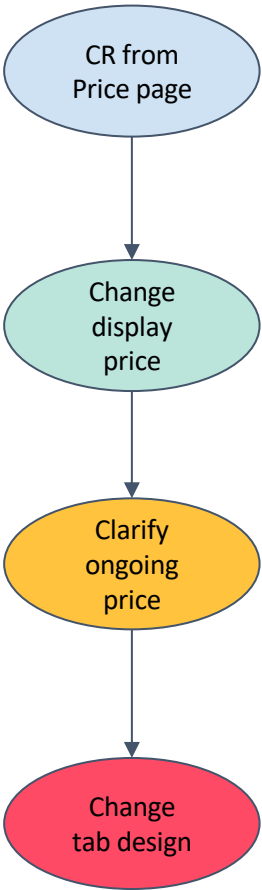 CR from
Price page
Change
display
price
Clarify
ongoing
price
Change
tab design